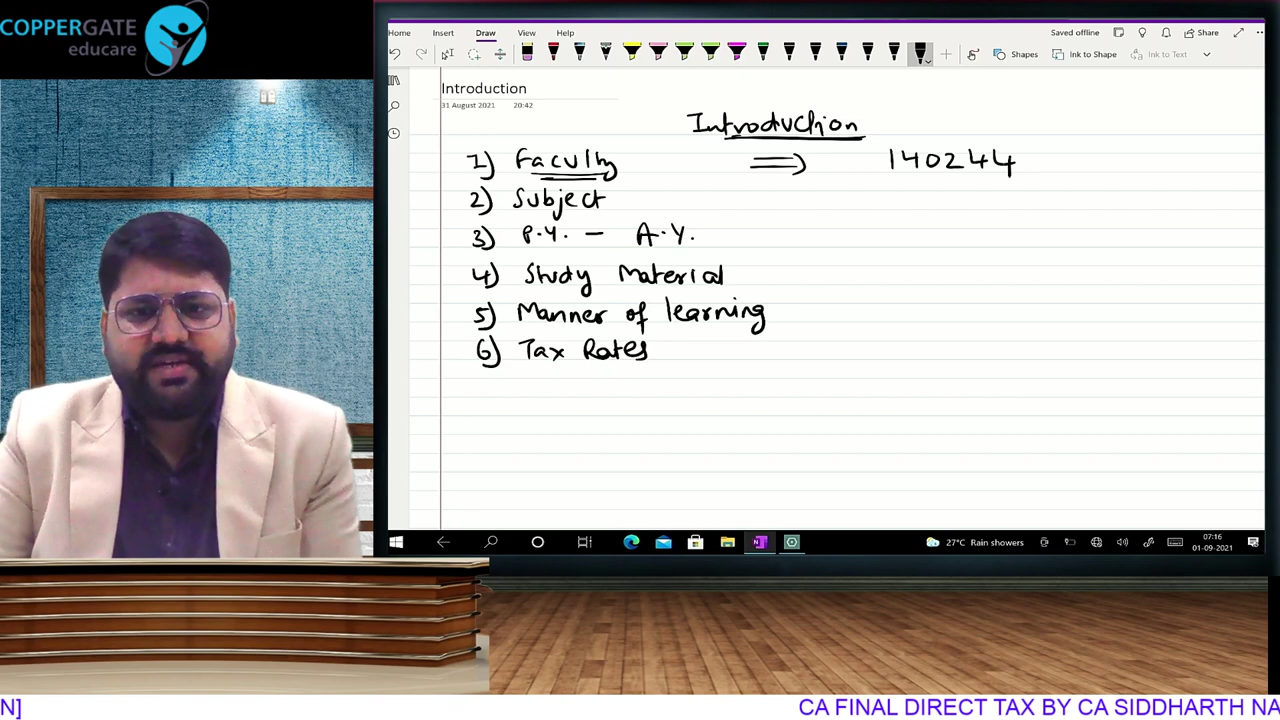 COPPERGATE
educare
Home Insert Draw View Help
Saved offline
Share
Shapes
Ink to Shape
Ink to Text
Introduction
31 August 2021 20:42
Introduction
1) Faculty ⇒ 140244
2) Subject
3) P.Y. - A.Y.
4) Study Material
5) Manner of learning
6) Tax Rates
27°C Rain showers
07:16
01-09-2021
N] CA FINAL DIRECT TAX BY CA SIDDHARTH NA